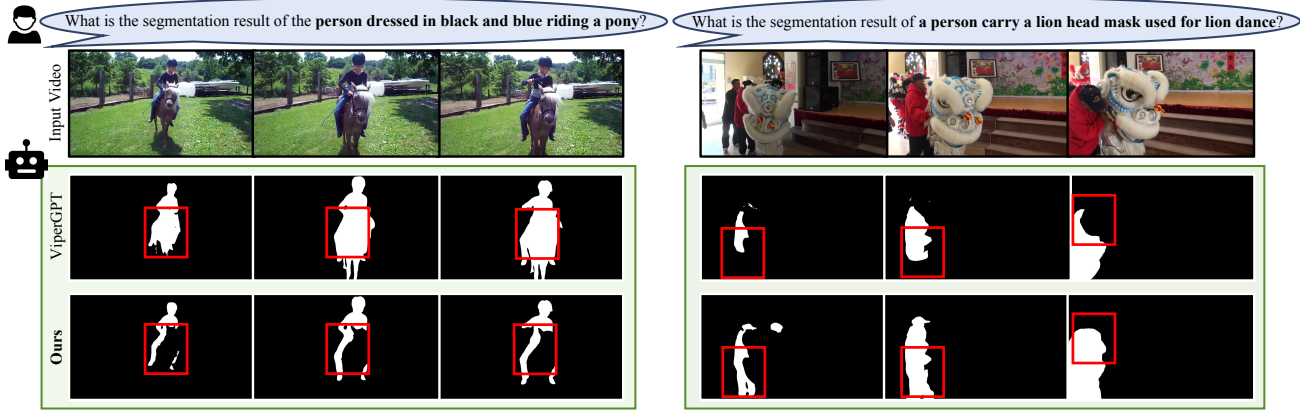 What is the segmentation result of the person dressed in black and blue riding a pony?
What is the segmentation result of a person carry a lion head mask used for lion dance?
Input Video
ViperGPT
Ours